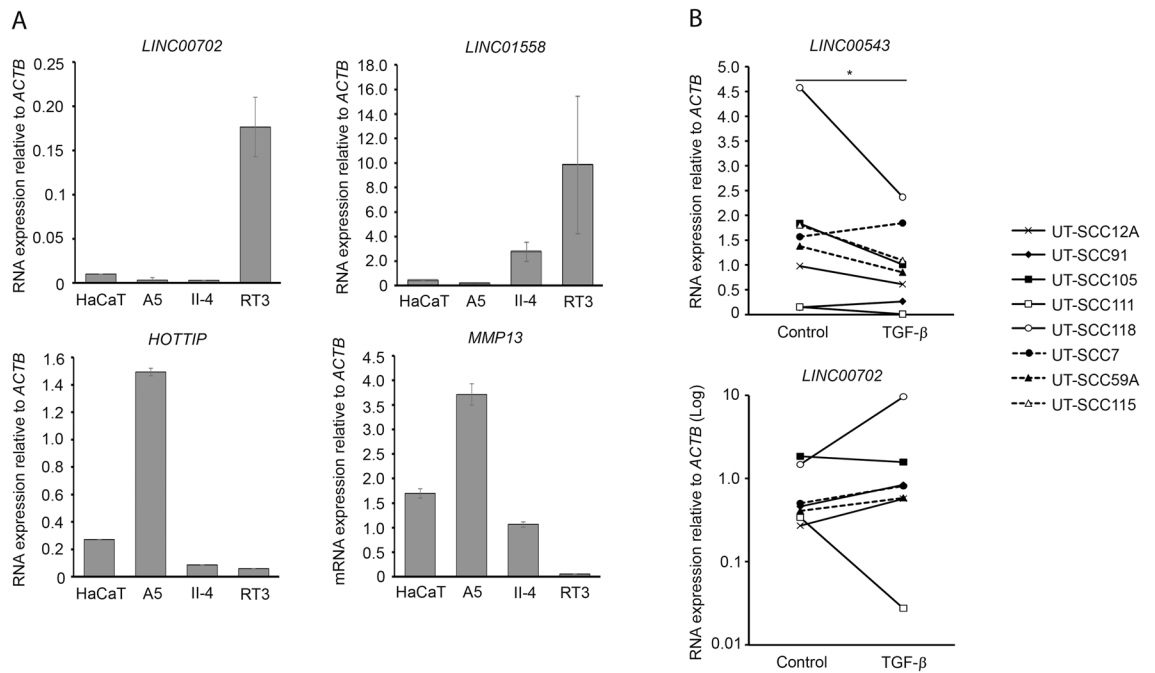 A
LINC00702
RNA expression relative to ACTB
0.25
0.20
0.15
0.1
0.05
0
HaCaT A5 II-4 RT3
LINC01558
RNA expression relative to ACTB
18.0
16.0
14.0
12.0
10.0
8.0
6.0
4.0
2.0
0
HaCaT A5 II-4 RT3
HOTTIP
RNA expression relative to ACTB
1.6
1.4
1.2
1.0
0.8
0.6
0.4
0.2
0
HaCaT A5 II-4 RT3
MMP13
mRNA expression relative to ACTB
4.5
4.0
3.5
3.0
2.5
2.0
1.5
1.0
0.5
0
HaCaT A5 II-4 RT3
B
LINC00543
*
RNA expression relative to ACTB
5.0
4.5
4.0
3.5
3.0
2.5
2.0
1.5
1.0
0.5
0
Control TGF-β
LINC00702
RNA expression relative to ACTB (Log)
10
1.0
0.1
0.01
Control TGF-β
UT-SCC12A
UT-SCC91
UT-SCC105
UT-SCC111
UT-SCC118
UT-SCC7
UT-SCC59A
UT-SCC115